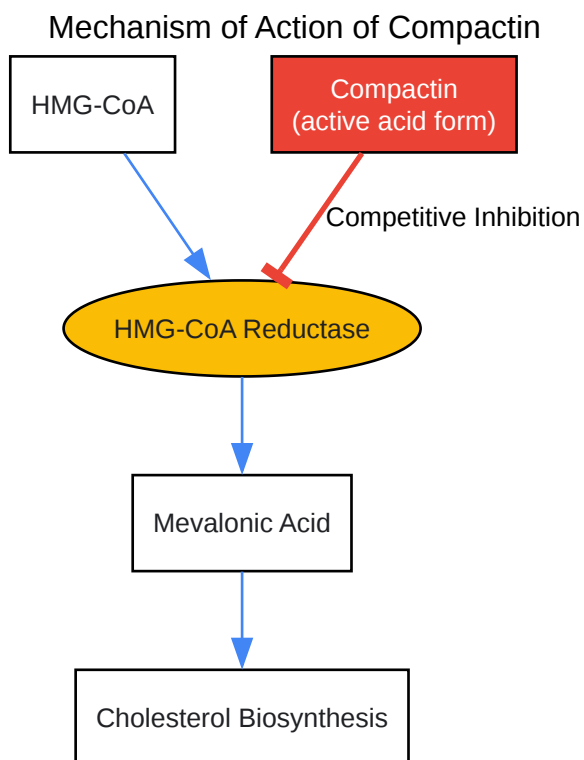 Mechanism of Action of Compactin
HMG-CoA
Compactin
(active acid form)
Competitive Inhibition
HMG-CoA Reductase
Mevalonic Acid
Cholesterol Biosynthesis